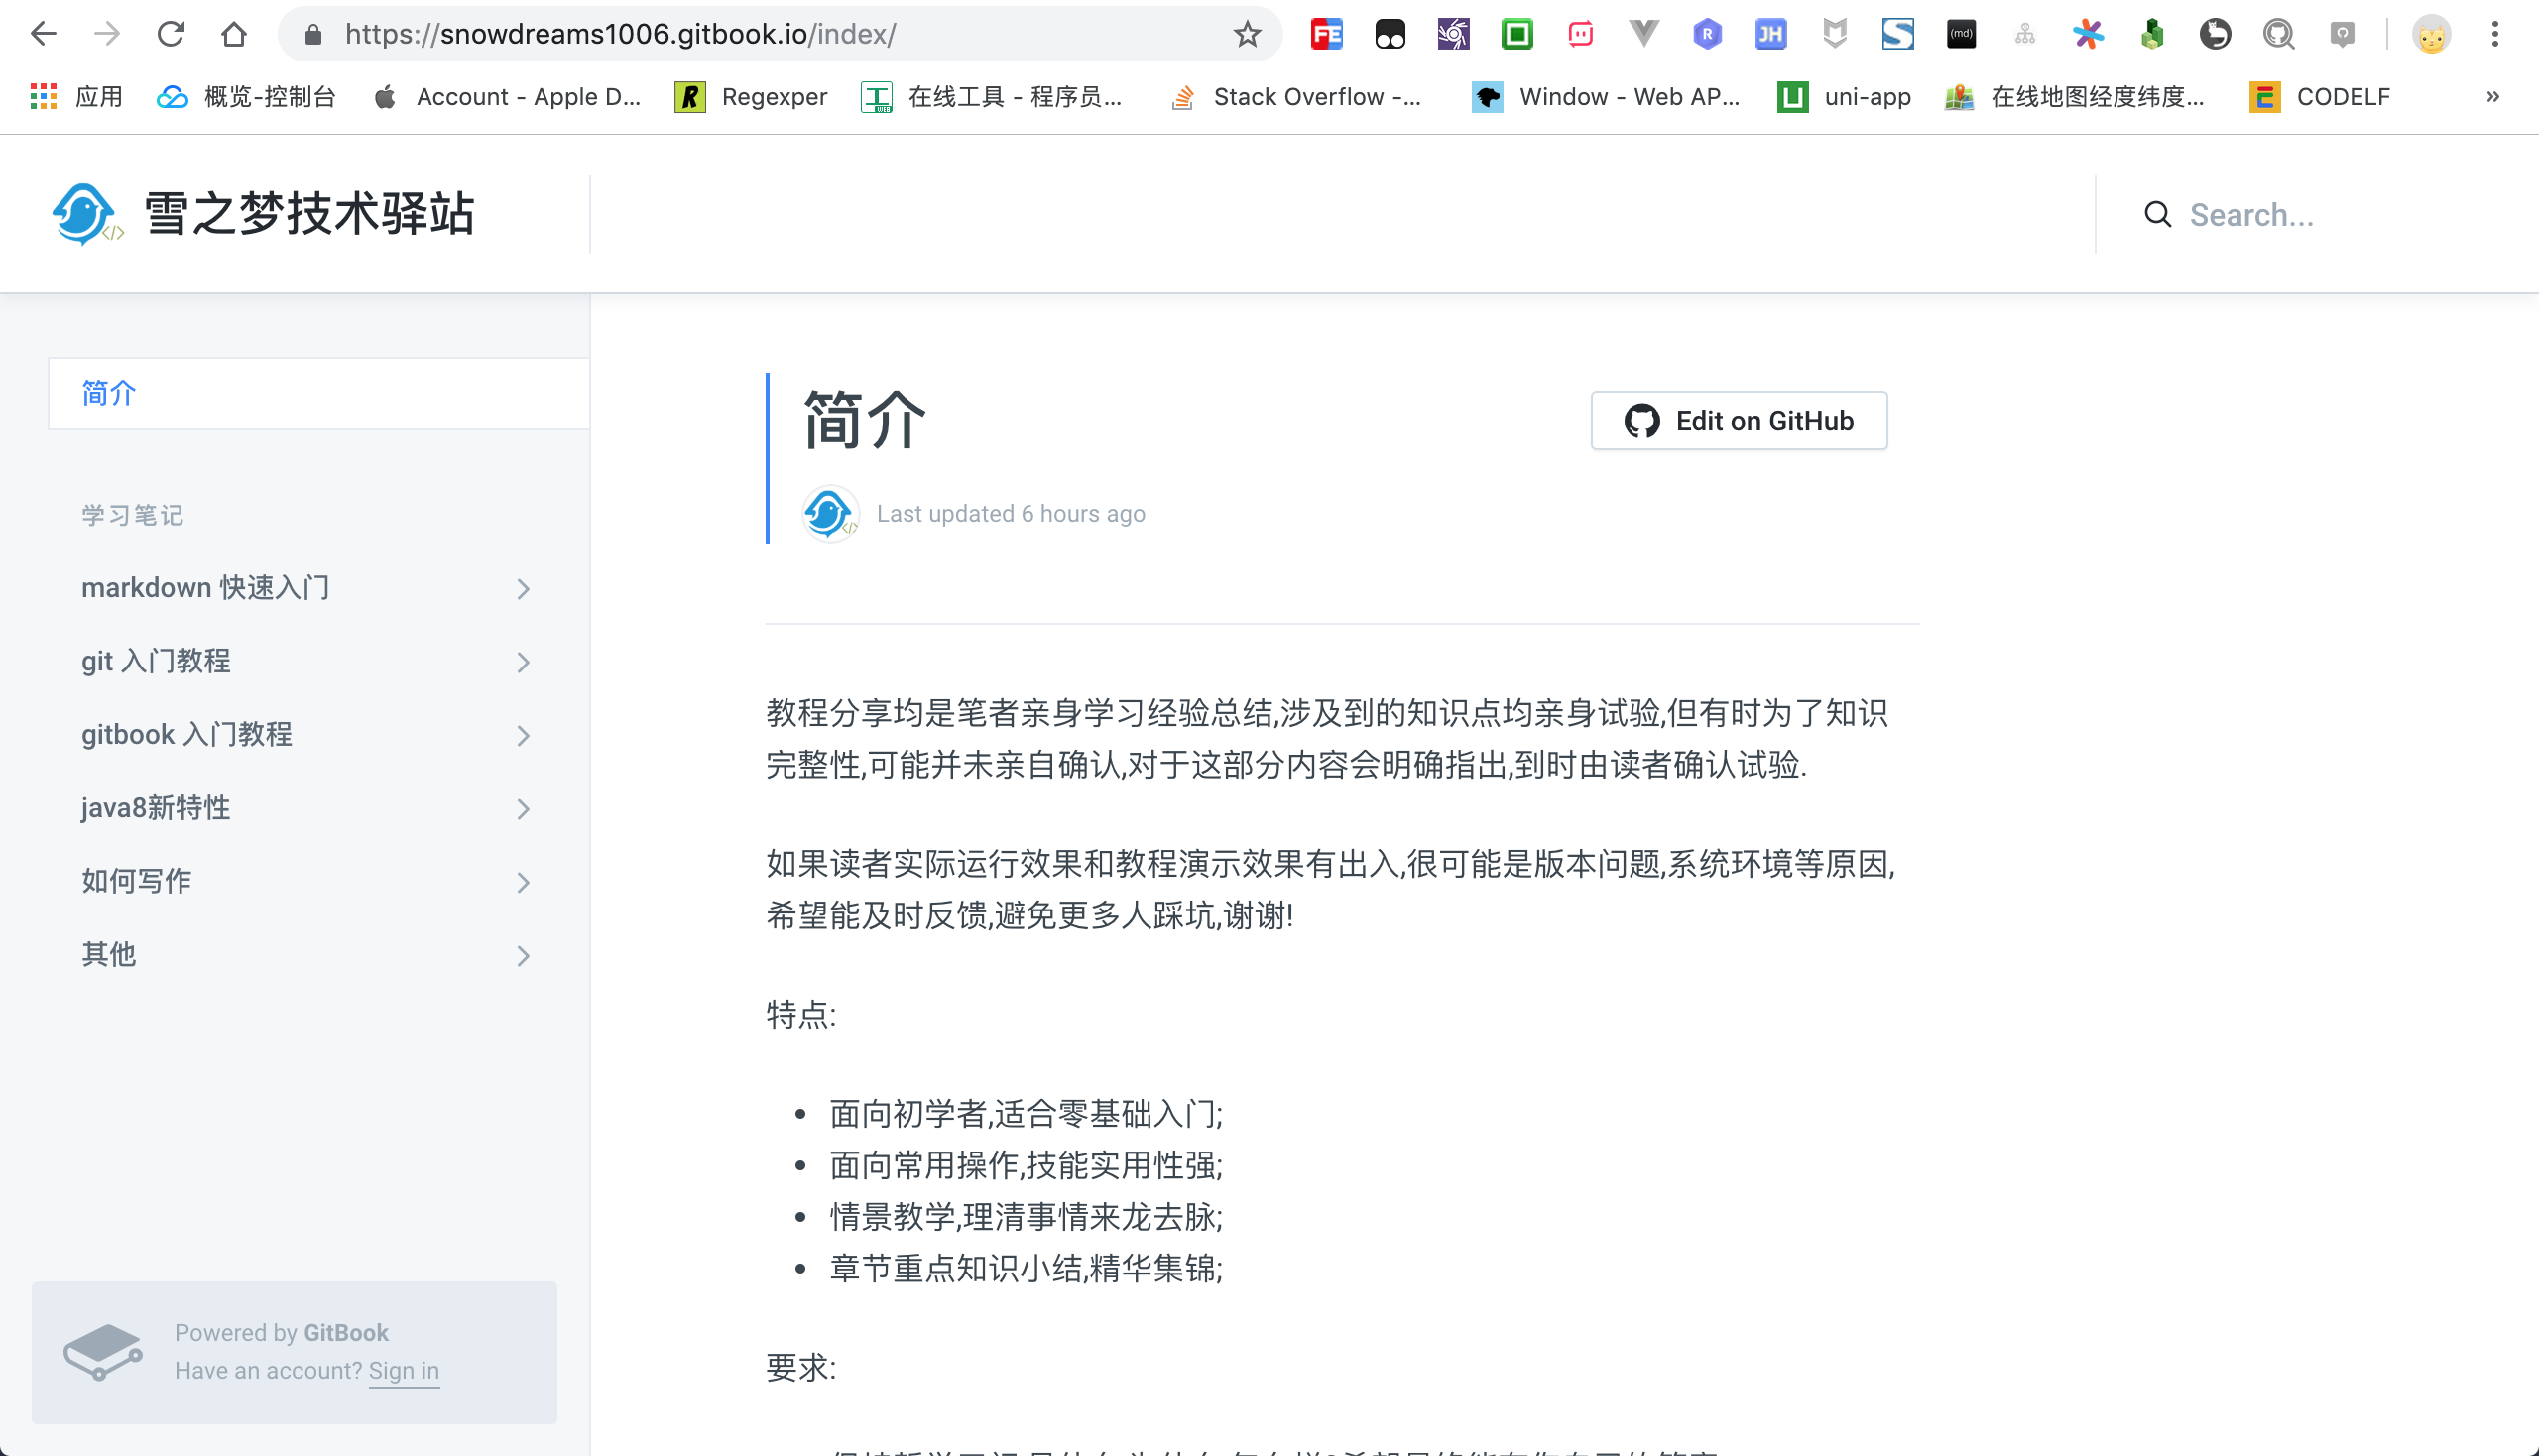 https://snowdreams1006.gitbook.io/index/
应用
概览-控制台
Account - Apple D...
Regexper
在线工具 - 程序员...
Stack Overflow -...
Window - Web AP...
uni-app
在线地图经度纬度...
CODELF
»
雪之梦技术驿站
Search...
简介
学习笔记
markdown 快速入门
git 入门教程
gitbook 入门教程
java8新特性
如何写作
其他
Powered by GitBook
Have an account? Sign in
简介
Edit on GitHub
Last updated 6 hours ago
教程分享均是笔者亲身学习经验总结,涉及到的知识点均亲身试验,但有时为了知识
完整性,可能并未亲自确认,对于这部分内容会明确指出,到时由读者确认试验.
如果读者实际运行效果和教程演示效果有出入,很可能是版本问题,系统环境等原因,
希望能及时反馈,避免更多人踩坑,谢谢!
特点:
面向初学者,适合零基础入门;
面向常用操作,技能实用性强;
情景教学,理清事情来龙去脉;
章节重点知识小结,精华集锦;
要求: